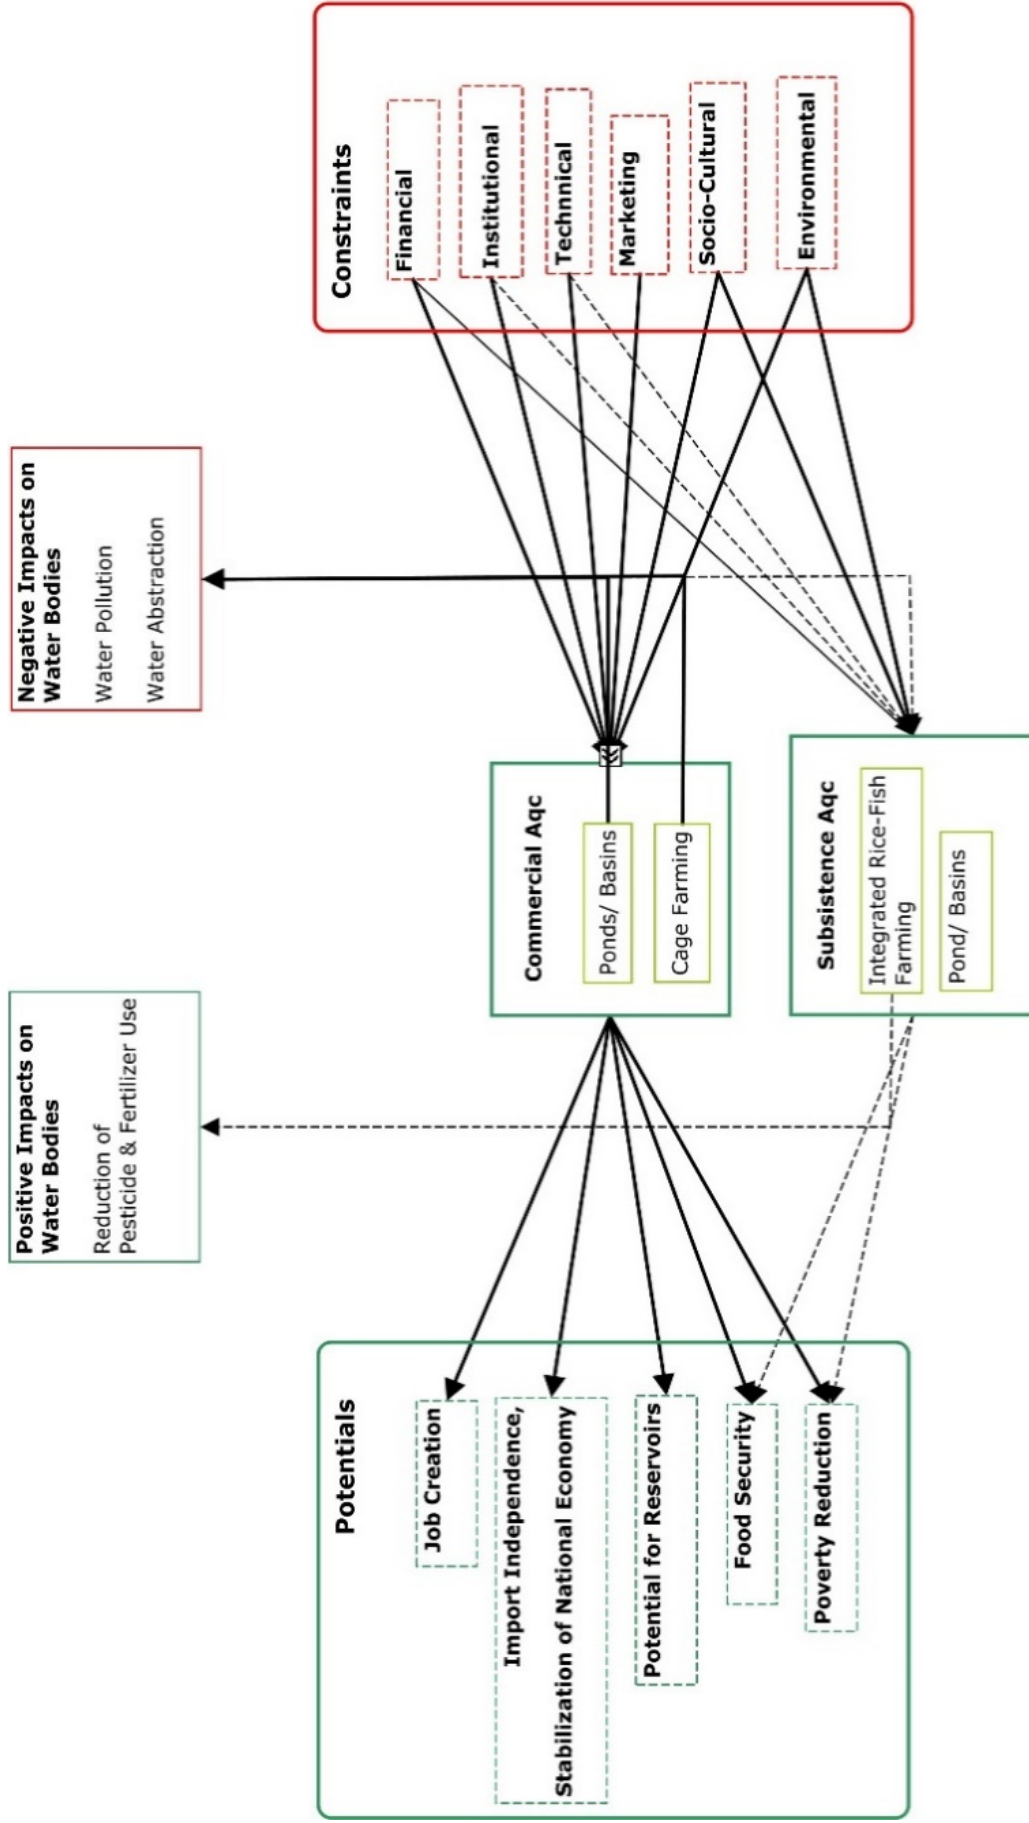 Positive Impacts on
Water Bodies
Reduction of
Pesticide & Fertilizer Use
Negative Impacts on
Water Bodies
Water Pollution
Water Abstraction
Potentials
Job Creation
Import Independence,
Stabilization of National Economy
Potential for Reservoirs
Food Security
Poverty Reduction
Commercial Aqc
Ponds/ Basins
Cage Farming
Subsistence Aqc
Integrated Rice-Fish
Farming
Pond/ Basins
Constraints
Financial
Institutional
Technnical
Marketing
Socio-Cultural
Environmental